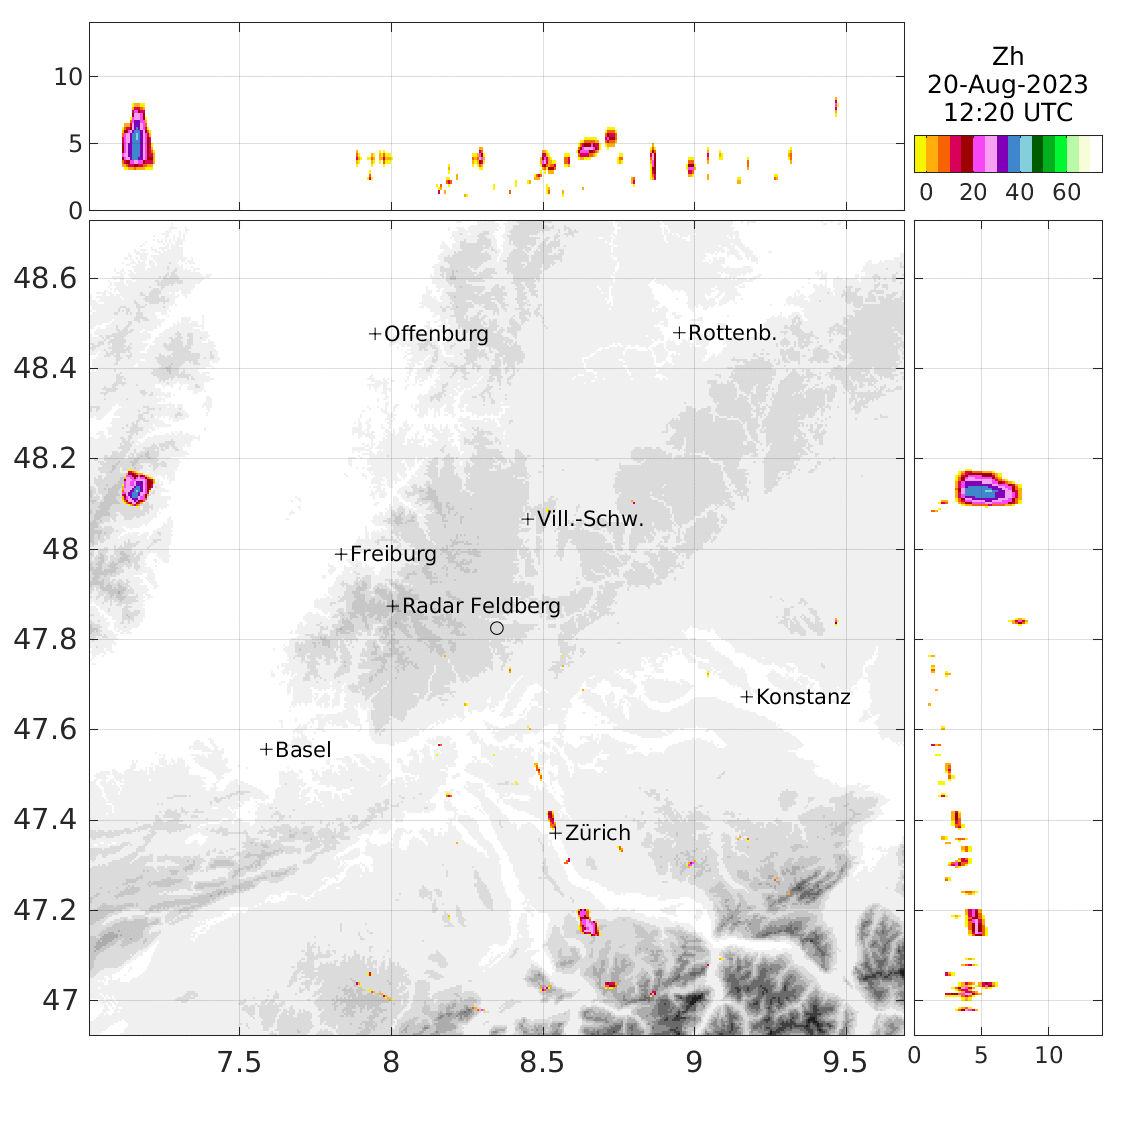 10
5
0
Zh
20-Aug-2023
12:20 UTC
0 20 40 60
48.6
48.4
48.2
48
47.8
47.6
47.4
47.2
47
+Offenburg
+Rottenb.
+Vill.-Schw.
+Freiburg
+Radar Feldberg
+Konstanz
+Basel
+Zürich
7.5 8 8.5 9 9.5
0 5 10